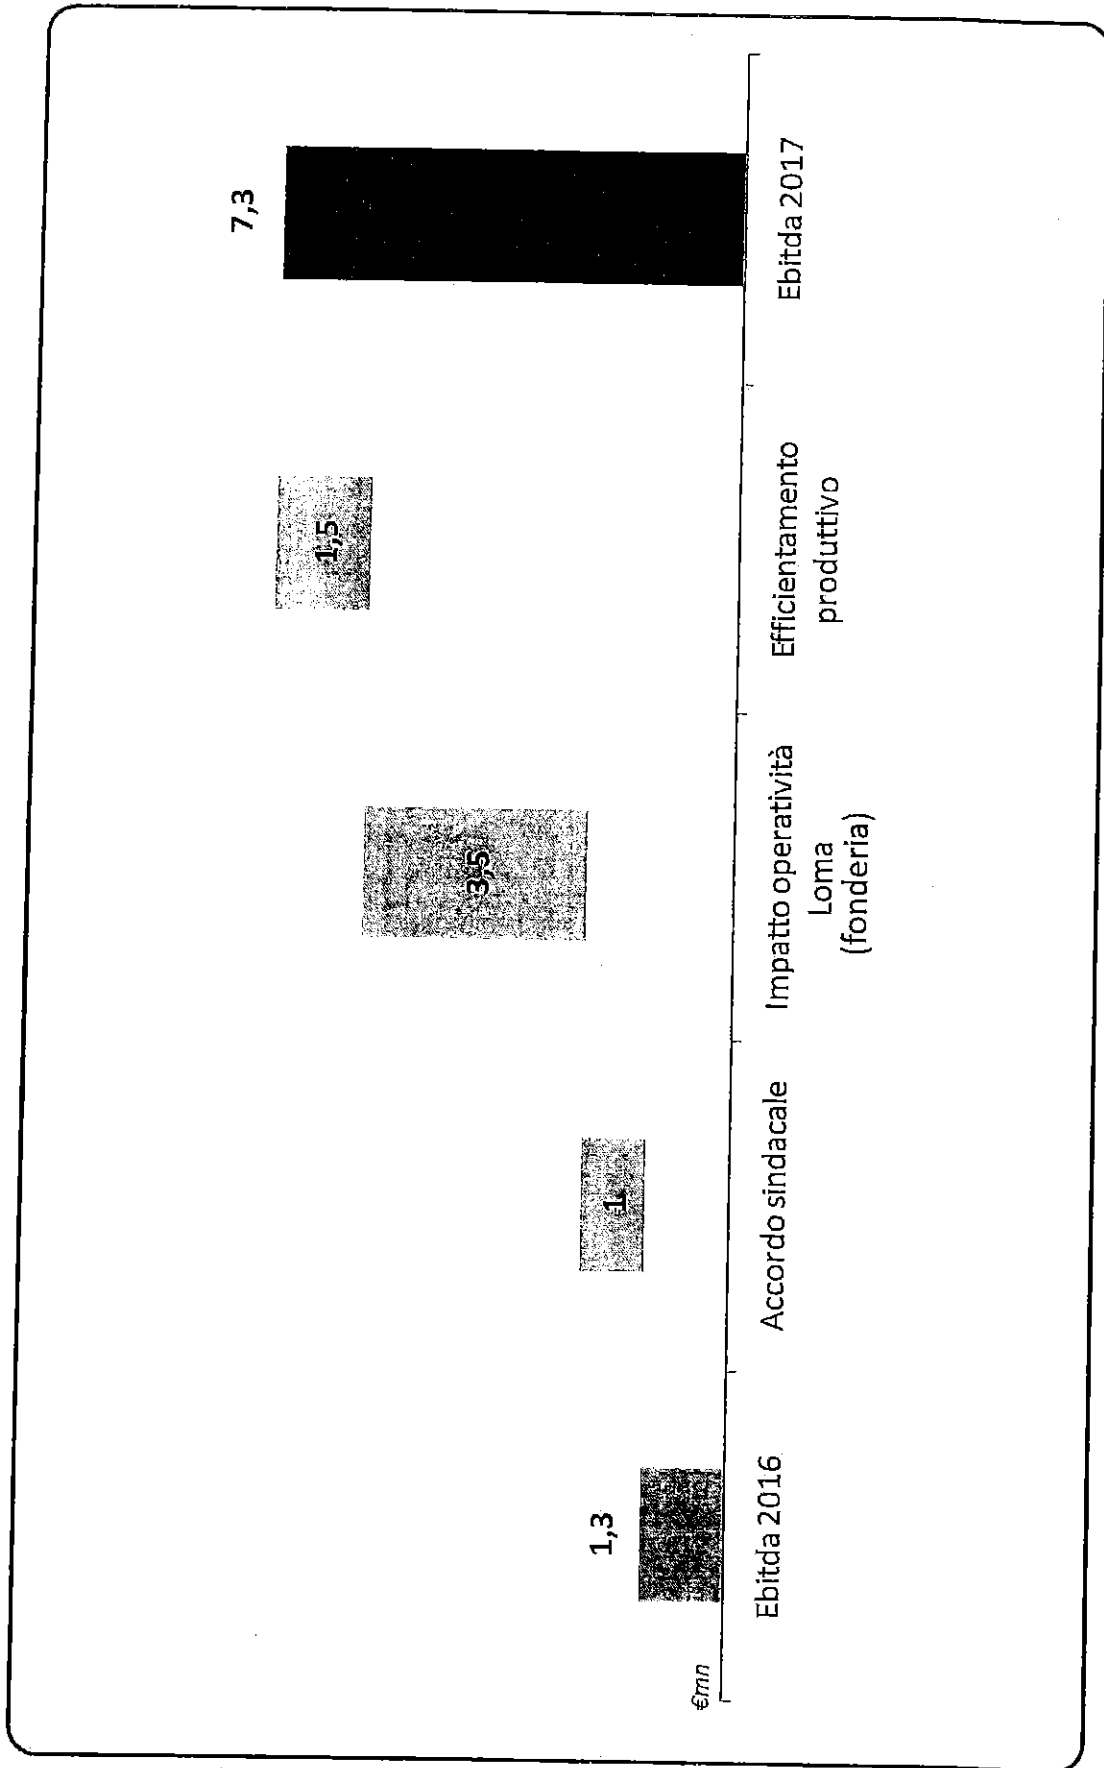 7,3
1,5
3,5
1
1,3
€mn
Ebitda 2016
Accordo sindacale
Impatto operatività
Loma
(fonderia)
Efficientamento
produttivo
Ebitda 2017